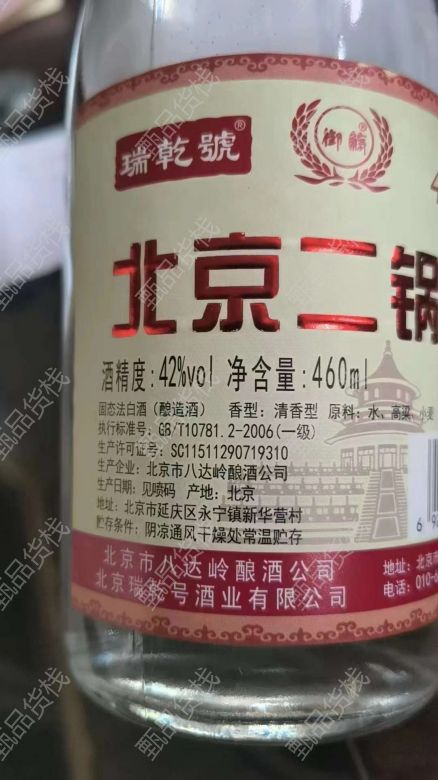 瑞乾號®
御鯨®
4
北京二锅
酒精度:42%vol 净含量:460ml
固态法白酒（酿造酒） 香型：清香型 原料：水、高粱、小麦
执行标准号：GB/T10781.2-2006(一级)
生产许可证号：SC11511290719310
生产企业：北京市八达岭酿酒公司
生产日期：见喷码 产地：北京
北京市延庆区永宁镇新华营村
贮存条件：阴凉通风干燥处常温贮存
6
北京市八达岭酿酒公司
北京瑞乾号酒业有限公司
地址：北京
电话：010-
甄品货栈